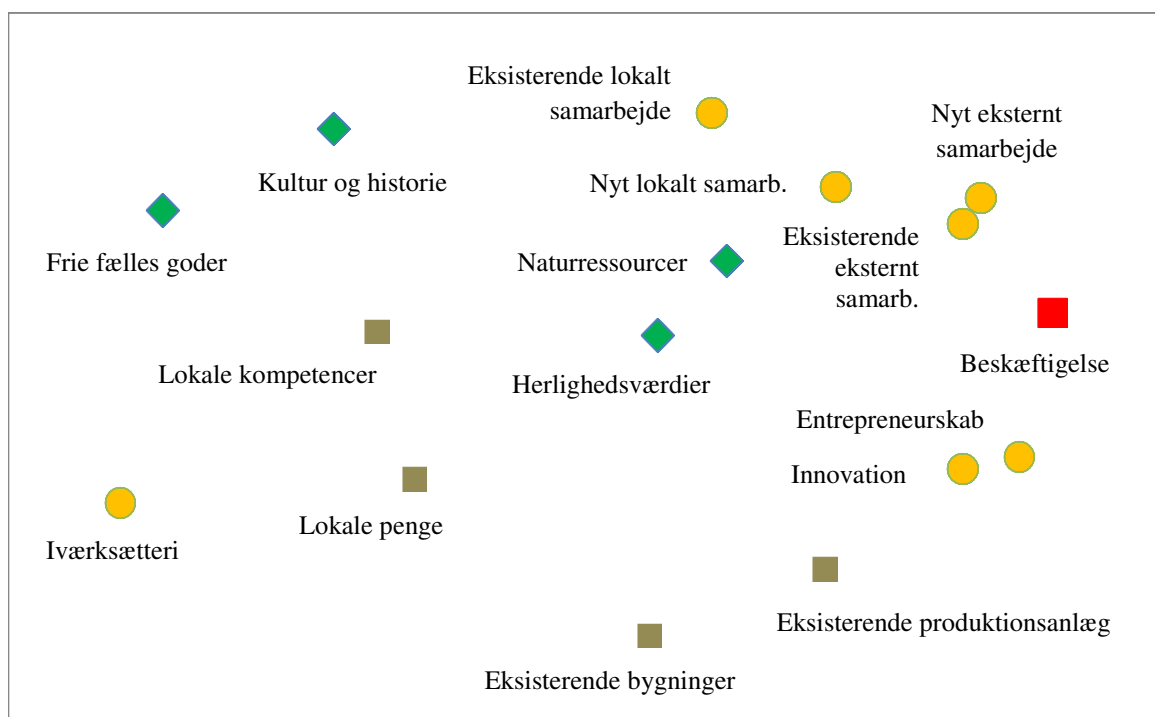 Eksisterende lokalt
samarbejde
Nyt eksternt
samarbejde
Kultur og historie
Nyt lokalt samarb.
Frie fælles goder
Naturressourcer
Eksisterende
eksternt
samarb.
Lokale kompetencer
Herlighedsværdier
Beskæftigelse
Entrepreneurskab
Innovation
Lokale penge
Iværksætteri
Eksisterende produktionsanlæg
Eksisterende bygninger